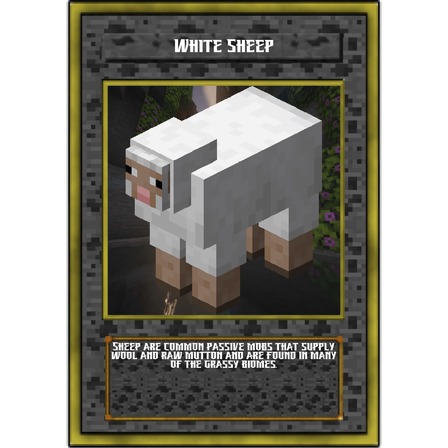 White Sheep
Sheep are common passive mobs that supply
wool and raw mutton and are found in many
of the grassy biomes.